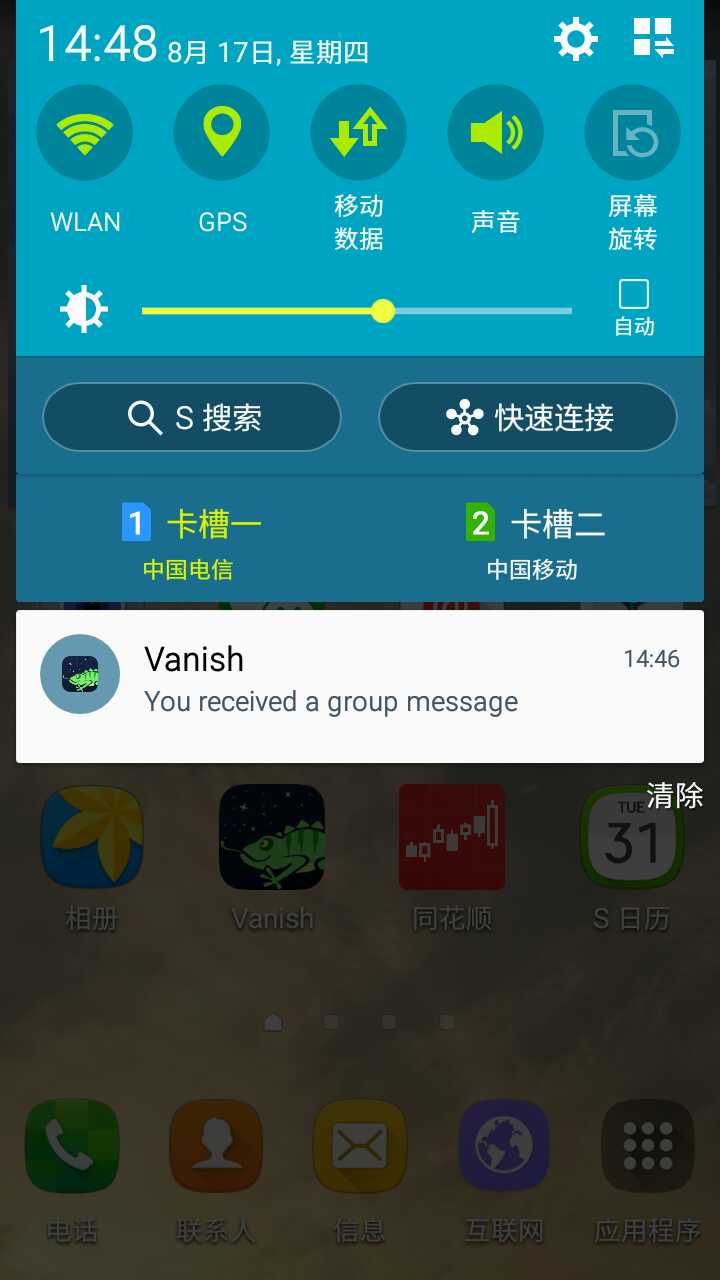 14:48 8月 17日, 星期四
WLAN
GPS
移动
数据
声音
屏幕
旋转
自动
S 搜索
快速连接
1 卡槽一
中国电信
2 卡槽二
中国移动
Vanish
14:46
You received a group message
清除
TUE
31
相册
Vanish
同花顺
S 日历
电话
联系人
信息
互联网
应用程序